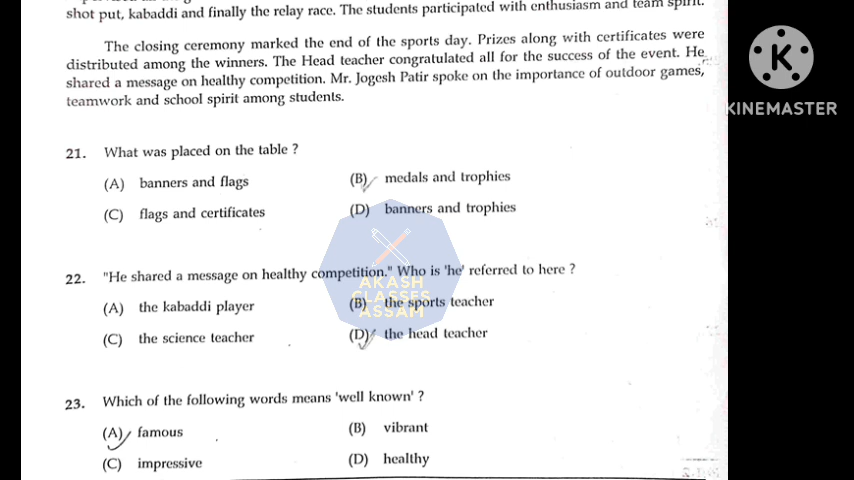 shot put, kabaddi and finally the relay race. The students participated with enthusiasm and team spirit.
The closing ceremony marked the end of the sports day. Prizes along with certificates were
distributed among the winners. The Head teacher congratulated all for the success of the event. He
shared a message on healthy competition. Mr. Jogesh Patir spoke on the importance of outdoor games,
teamwork and school spirit among students.
K
KINEMASTER
21. What was placed on the table ?
(A) banners and flags (B) medals and trophies
(C) flags and certificates (D) banners and trophies
22. "He shared a message on healthy competition." Who is 'he' referred to here ?
(A) the kabaddi player (B) the sports teacher
(C) the science teacher (D) the head teacher
AKASH
CLASSES
ASSAM
23. Which of the following words means 'well known' ?
(A) famous (B) vibrant
(C) impressive (D) healthy